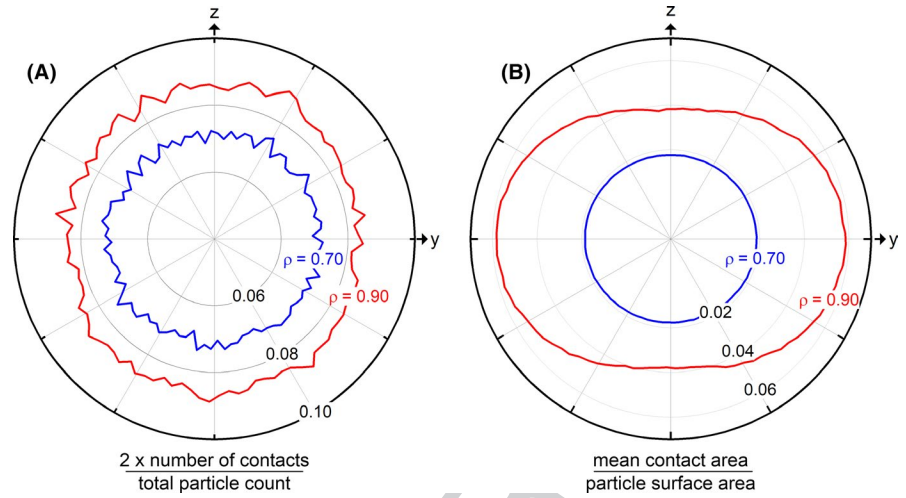 z
z
(A)
(B)
y
y
ρ = 0.70
ρ = 0.70
0.06
ρ = 0.90
ρ = 0.90
0.02
0.08
0.04
0.10
0.06
2 x number of contacts
total particle count
mean contact area
particle surface area